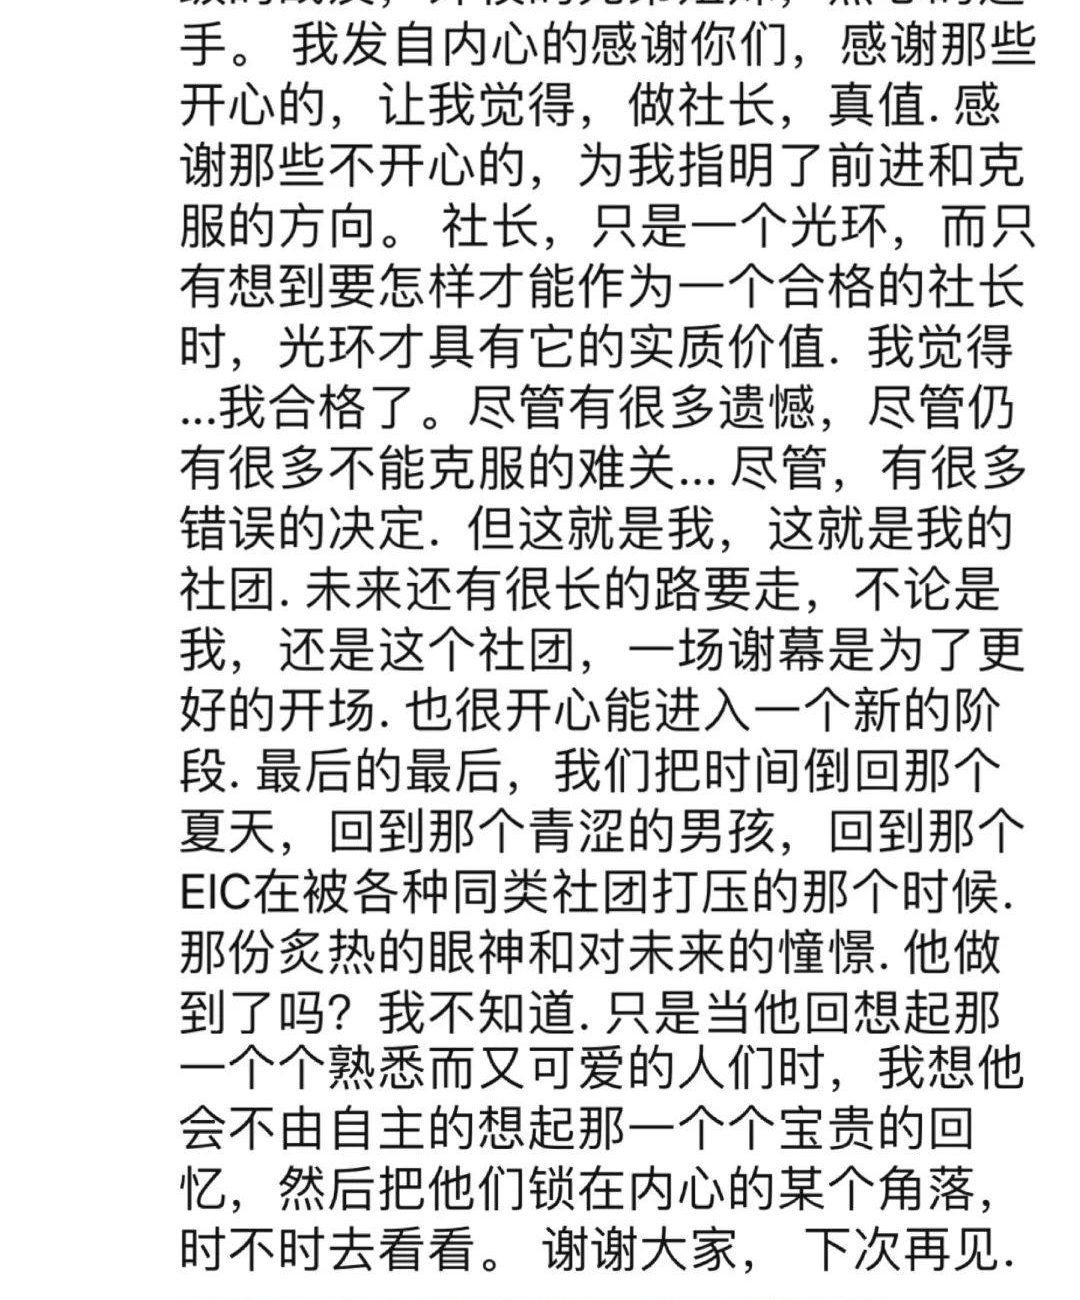 手。 我发自内心的感谢你们，感谢那些
开心的，让我觉得，做社长，真值. 感
谢那些不开心的，为我指明了前进和克
服的方向。 社长，只是一个光环，而只
有想到要怎样才能作为一个合格的社长
时，光环才具有它的实质价值. 我觉得
...我合格了。尽管有很多遗憾，尽管仍
有很多不能克服的难关... 尽管，有很多
错误的决定. 但这就是我，这就是我的
社团. 未来还有很长的路要走，不论是
我，还是这个社团，一场谢幕是为了更
好的开场. 也很开心能进入一个新的阶
段. 最后的最后，我们把时间倒回那个
夏天，回到那个青涩的男孩，回到那个
EIC在被各种同类社团打压的那个时候.
那份炙热的眼神和对未来的憧憬. 他做
到了吗？我不知道. 只是当他回想起那
一个个熟悉而又可爱的人们时，我想他
会不由自主的想起那一个个宝贵的回
忆，然后把他们锁在内心的某个角落，
时不时去看看。 谢谢大家， 下次再见.